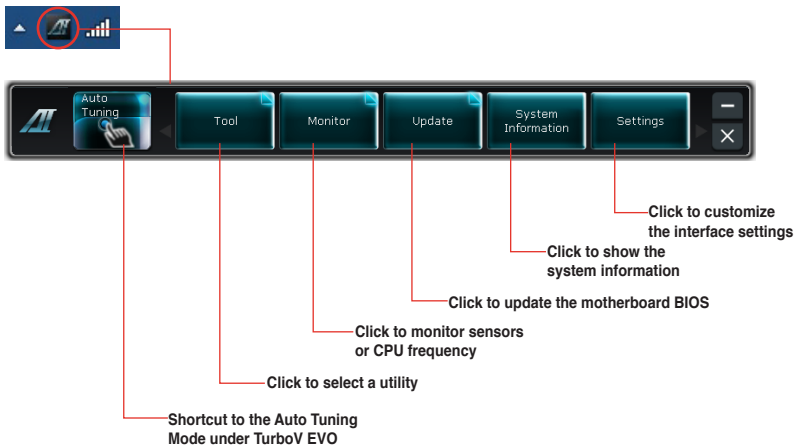 Auto
Tuning
Tool
Monitor
Update
System
Information
Settings
Click to customize
the interface settings
Click to show the
system information
Click to update the motherboard BIOS
Click to monitor sensors
or CPU frequency
Click to select a utility
Shortcut to the Auto Tuning
Mode under TurboV EVO